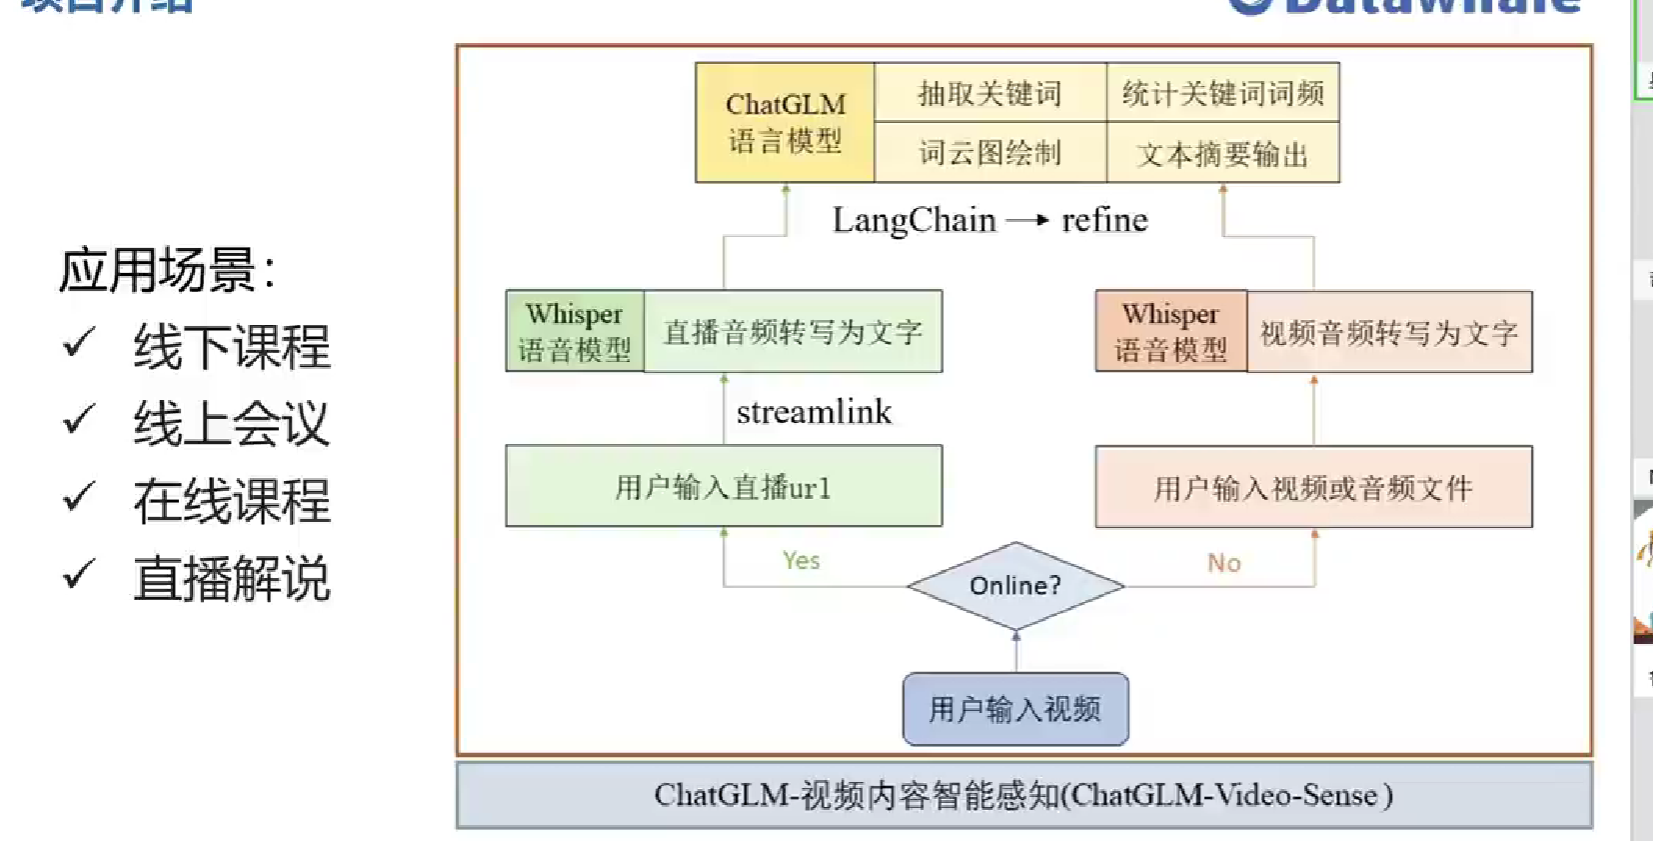 项目介绍
Datawhale
ChatGLM
语言模型
抽取关键词
统计关键词词频
词云图绘制
文本摘要输出
LangChain → refine
应用场景：
✓ 线下课程
✓ 线上会议
✓ 在线课程
✓ 直播解说
Whisper
语音模型
直播音频转写为文字
Whisper
语音模型
视频音频转写为文字
streamlink
用户输入直播url
用户输入视频或音频文件
Yes
Online?
No
用户输入视频
ChatGLM-视频内容智能感知(ChatGLM-Video-Sense)